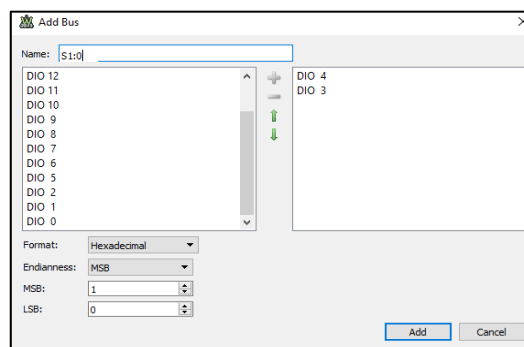 Add Bus
Name: S1:0
DIO 12
DIO 11
DIO 10
DIO 9
DIO 8
DIO 7
DIO 6
DIO 5
DIO 2
DIO 1
DIO 0
DIO 4
DIO 3
Format: Hexadecimal
Endianness: MSB
MSB: 1
LSB: 0
Add Cancel